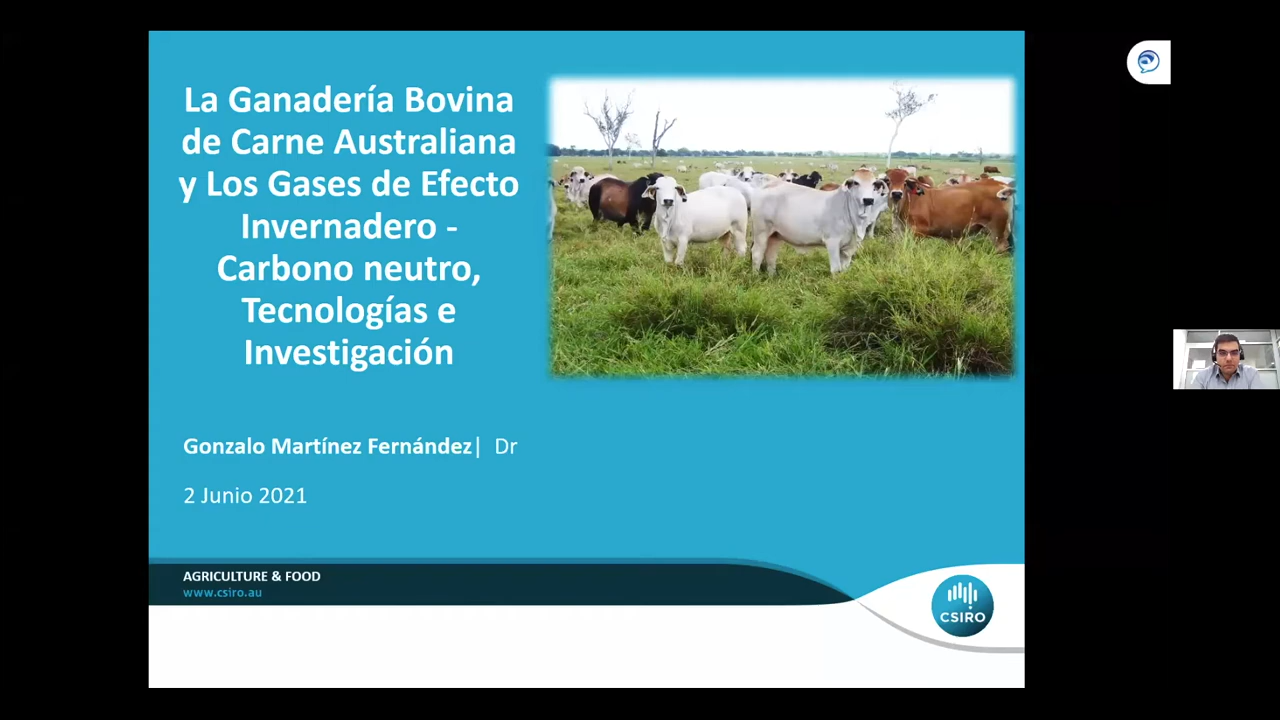 La Ganadería Bovina
de Carne Australiana
y Los Gases de Efecto
Invernadero -
Carbono neutro,
Tecnologías e
Investigación
Gonzalo Martínez Fernández| Dr
2 Junio 2021
AGRICULTURE & FOOD
www.csiro.au
CSIRO